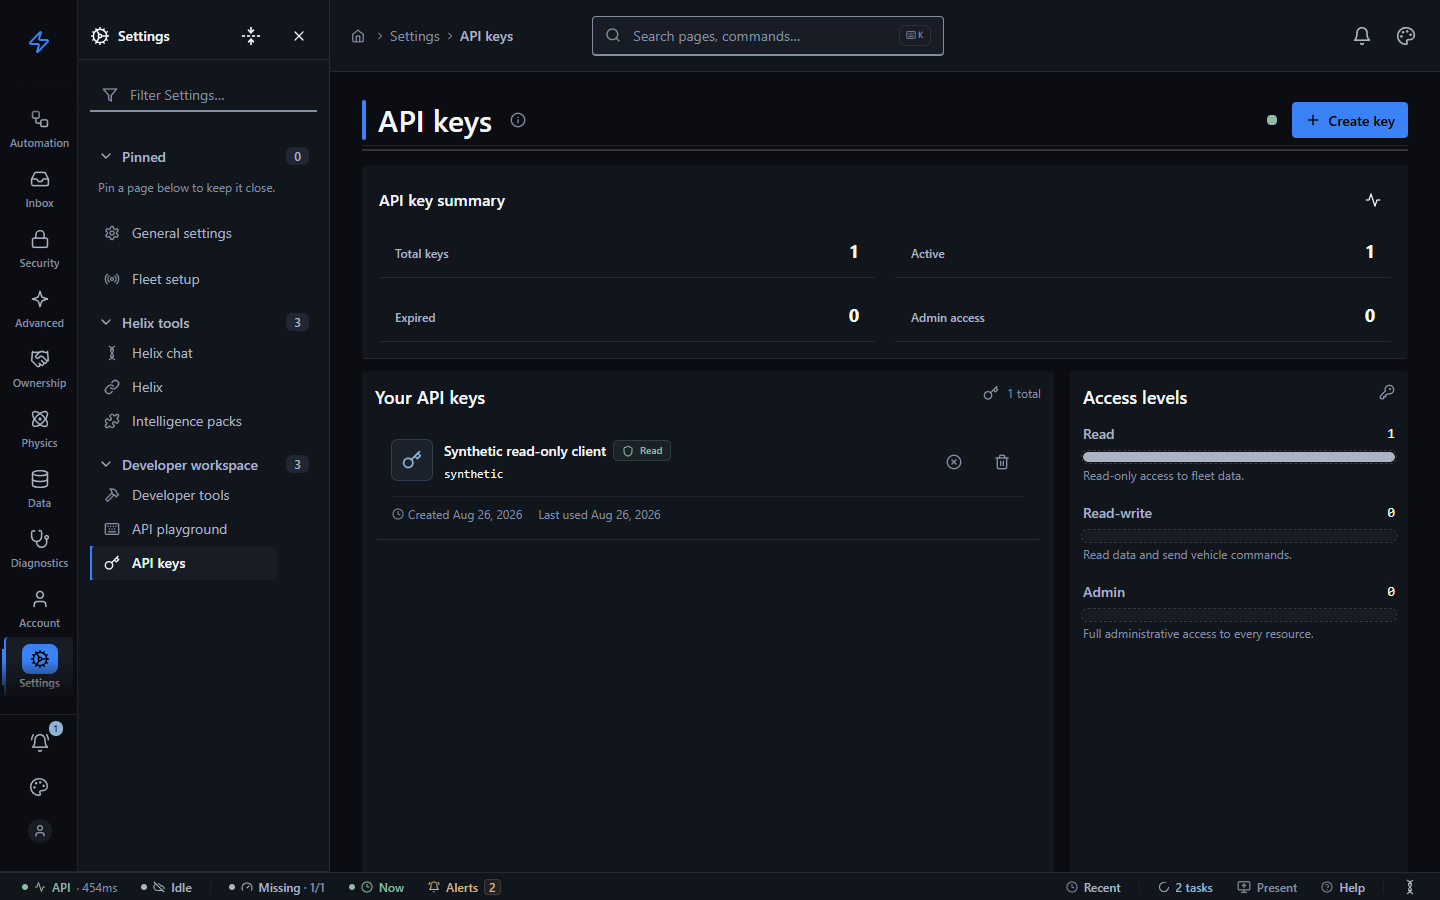 Automation
Inbox
Security
Advanced
Ownership
Physics
Data
Diagnostics
Account
Settings
1
Settings
Filter Settings...
Pinned 0
Pin a page below to keep it close.
General settings
Fleet setup
Helix tools 3
Helix chat
Helix
Intelligence packs
Developer workspace 3
Developer tools
API playground
API keys
Settings > API keys
Search pages, commands... K
API keys
Create key
API key summary
Total keys 1
Active 1
Expired 0
Admin access 0
Your API keys 1 total
Synthetic read-only client Read
synthetic
Created Aug 26, 2026 Last used Aug 26, 2026
Access levels
Read 1
Read-only access to fleet data.
Read-write 0
Read data and send vehicle commands.
Admin 0
Full administrative access to every resource.
API · 454ms Idle Missing · 1/1 Now Alerts 2 Recent 2 tasks Present Help